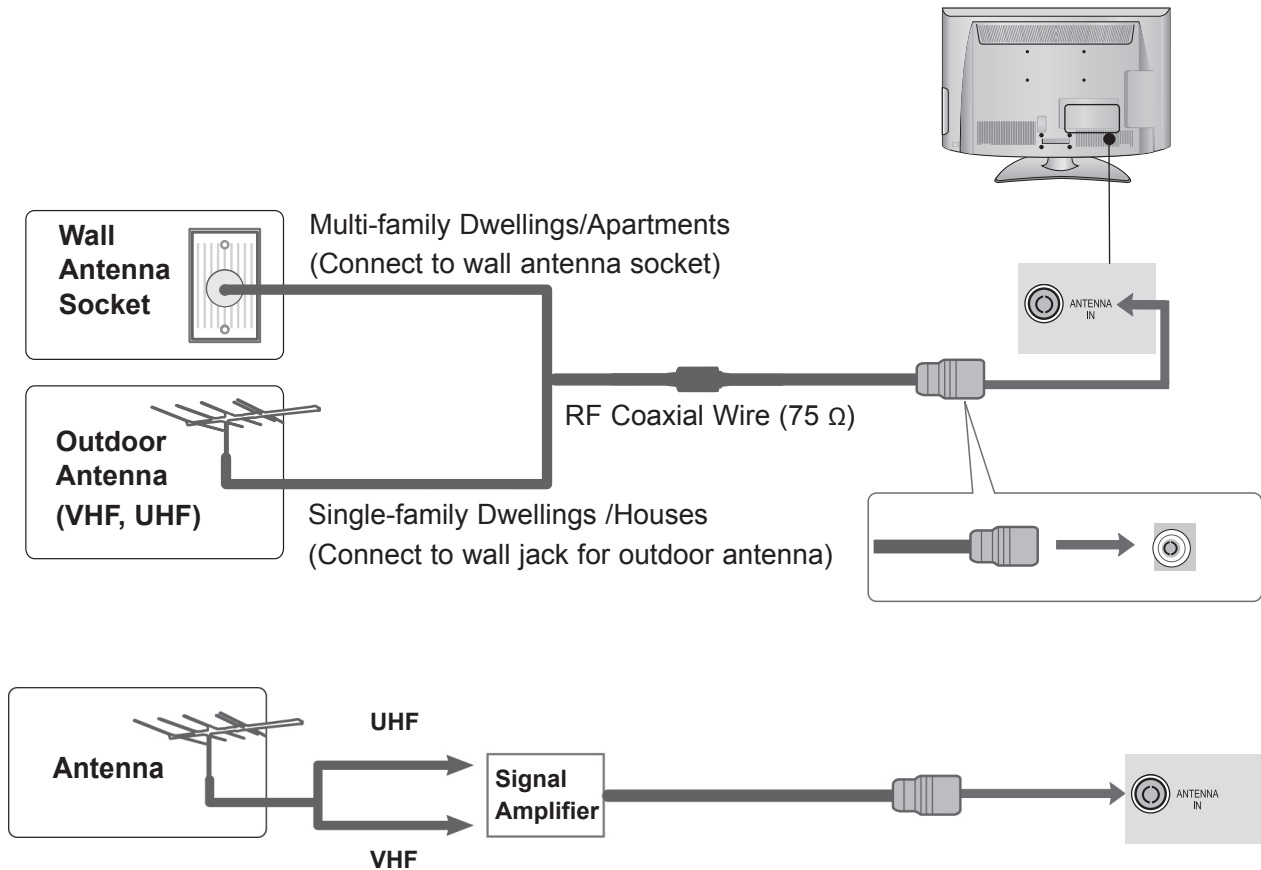 Wall
Antenna
Socket
Multi-family Dwellings/Apartments
(Connect to wall antenna socket)
ANTENNA
IN
RF Coaxial Wire (75 Ω)
Outdoor
Antenna
(VHF, UHF)
Single-family Dwellings /Houses
(Connect to wall jack for outdoor antenna)
Antenna
UHF
VHF
Signal
Amplifier
ANTENNA
IN